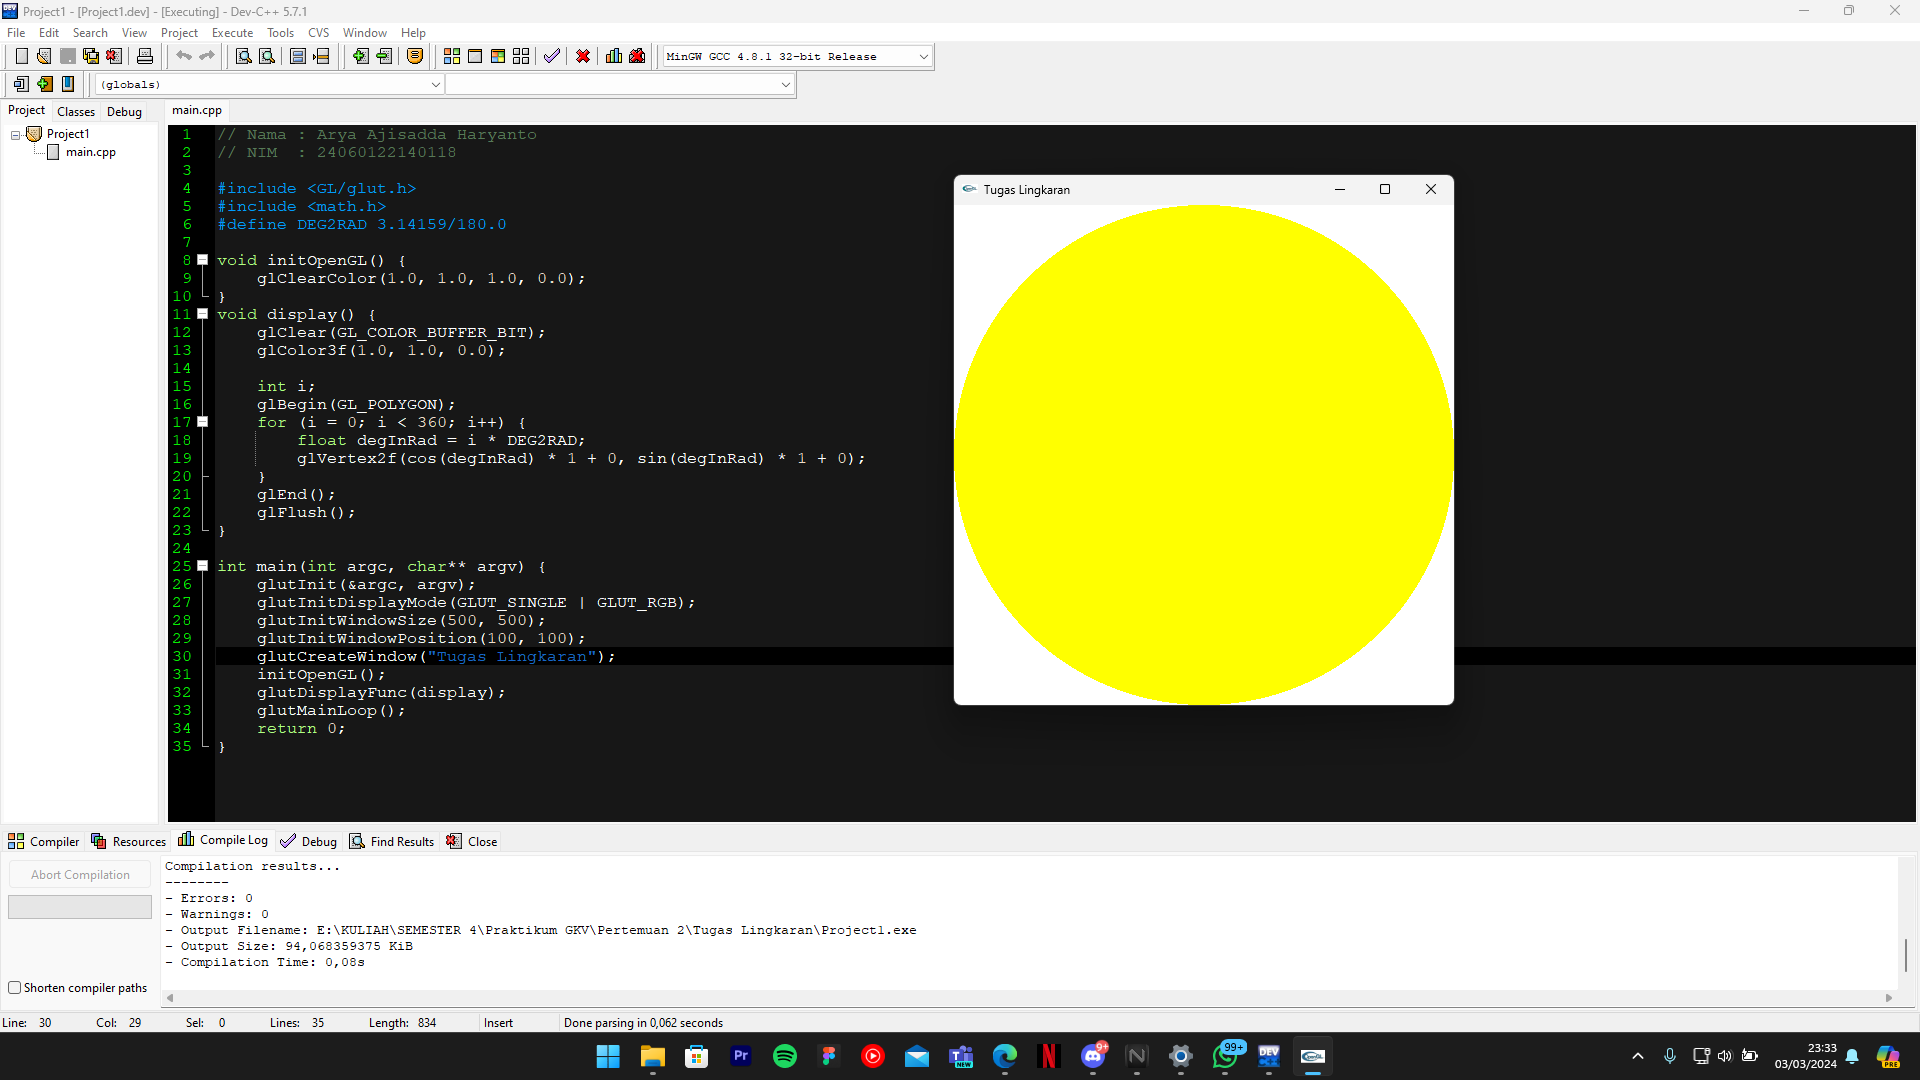 Project1 - [Project1.dev] - [Executing] - Dev-C++ 5.7.1
File Edit Search View Project Execute Tools CVS Window Help
MinGW GCC 4.8.1 32-bit Release
(globals)
Project Classes Debug
main.cpp
Project1
main.cpp
1 // Nama : Arya Ajisadda Haryanto
2 // NIM  : 24060122140118
3
4 #include <GL/glut.h>
5 #include <math.h>
6 #define DEG2RAD 3.14159/180.0
7
8 void initOpenGL() {
9     glClearColor(1.0, 1.0, 1.0, 0.0);
10 }
11 void display() {
12     glClear(GL_COLOR_BUFFER_BIT);
13     glColor3f(1.0, 1.0, 0.0);
14
15     int i;
16     glBegin(GL_POLYGON);
17     for (i = 0; i < 360; i++) {
18         float degInRad = i * DEG2RAD;
19         glVertex2f(cos(degInRad) * 1 + 0, sin(degInRad) * 1 + 0);
20     }
21     glEnd();
22     glFlush();
23 }
24
25 int main(int argc, char** argv) {
26     glutInit(&argc, argv);
27     glutInitDisplayMode(GLUT_SINGLE | GLUT_RGB);
28     glutInitWindowSize(500, 500);
29     glutInitWindowPosition(100, 100);
30     glutCreateWindow("Tugas Lingkaran");
31     initOpenGL();
32     glutDisplayFunc(display);
33     glutMainLoop();
34     return 0;
35 }
Tugas Lingkaran
Compiler Resources Compile Log Debug Find Results Close
Abort Compilation
Shorten compiler paths
Compilation results...
--------
- Errors: 0
- Warnings: 0
- Output Filename: E:\KULIAH\SEMESTER 4\Praktikum GKV\Pertemuan 2\Tugas Lingkaran\Project1.exe
- Output Size: 94,068359375 KiB
- Compilation Time: 0,08s
Line: 30 Col: 29 Sel: 0 Lines: 35 Length: 834 Insert Done parsing in 0,062 seconds
Pr
NEW
9+
99+
DEV
23:33
03/03/2024
PRE